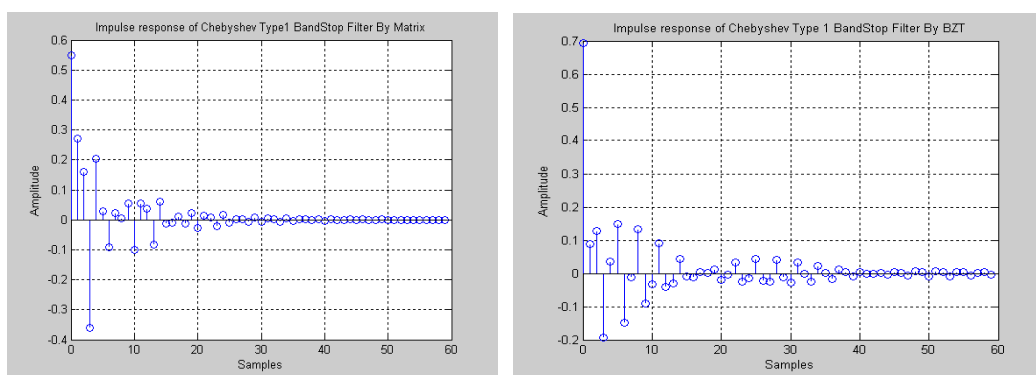 Impulse response of Chebyshev Type1 BandStop Filter By Matrix
0.6
0.5
0.4
0.3
0.2
0.1
0
-0.1
-0.2
-0.3
-0.4
Amplitude
0 10 20 30 40 50 60
Samples
Impulse response of Chebyshev Type 1 BandStop Filter By BZT
0.7
0.6
0.5
0.4
0.3
0.2
0.1
0
-0.1
-0.2
Amplitude
0 10 20 30 40 50 60
Samples